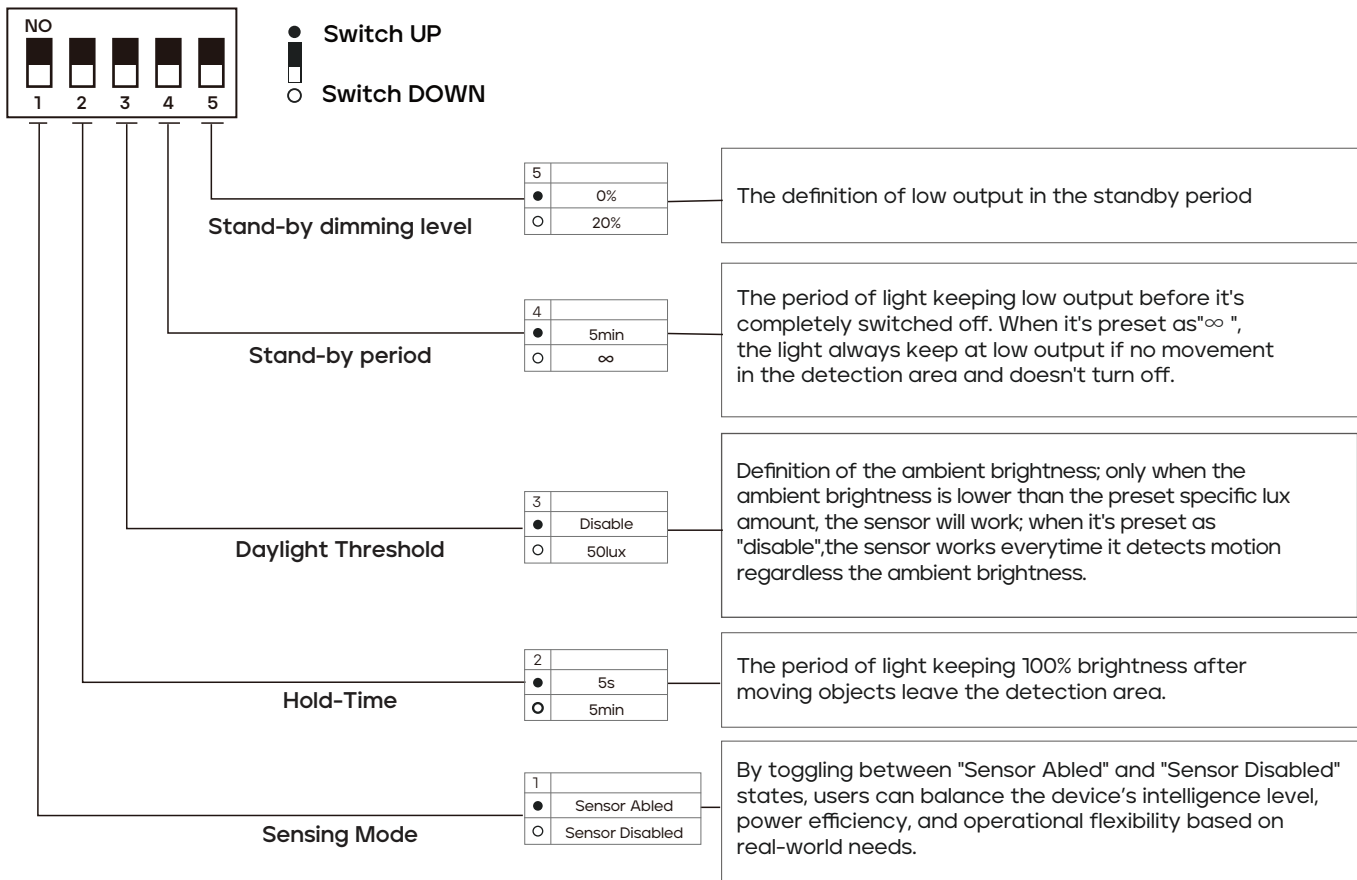 NO
1 2 3 4 5
Switch UP
Switch DOWN
5
0%
20%
Stand-by dimming level
The definition of low output in the standby period
4
5min
∞
Stand-by period
The period of light keeping low output before it's
completely switched off. When it's preset as"∞ ",
the light always keep at low output if no movement
in the detection area and doesn't turn off.
3
Disable
50lux
Daylight Threshold
Definition of the ambient brightness; only when the
ambient brightness is lower than the preset specific lux
amount, the sensor will work; when it's preset as
"disable",the sensor works everytime it detects motion
regardless the ambient brightness.
2
5s
5min
Hold-Time
The period of light keeping 100% brightness after
moving objects leave the detection area.
1
Sensor Abled
Sensor Disabled
Sensing Mode
By toggling between "Sensor Abled" and "Sensor Disabled"
states, users can balance the device’s intelligence level,
power efficiency, and operational flexibility based on
real-world needs.